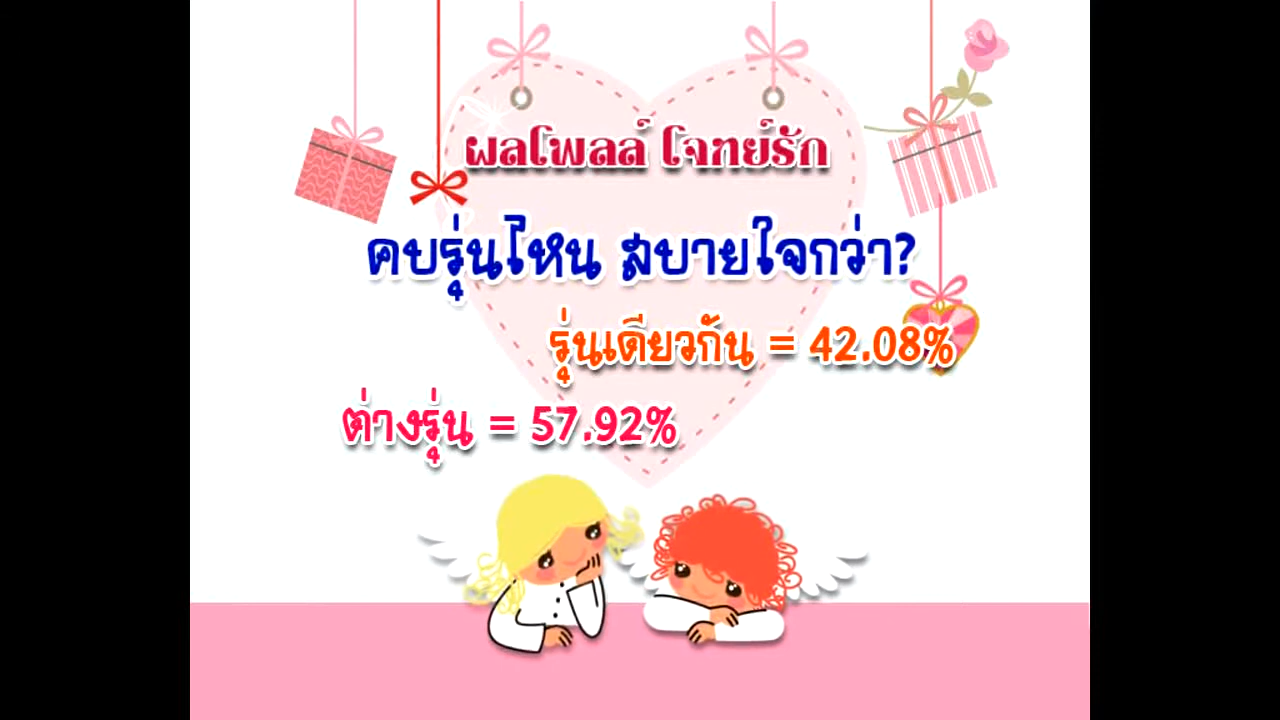 ผลโพลล์ โจทย์รัก
คบรุ่นไหน สบายใจกว่า?
รุ่นเดียวกัน = 42.08%
ต่างรุ่น = 57.92%